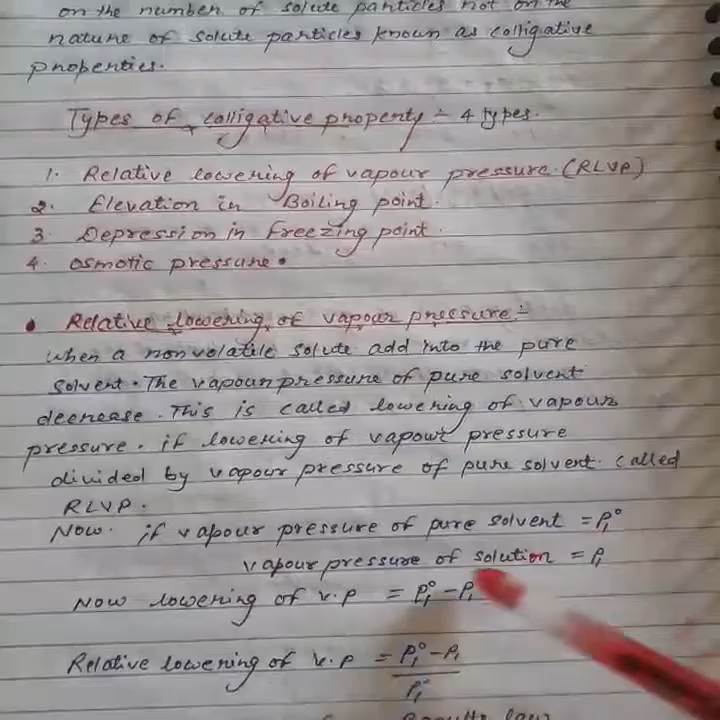 on the number of solute particles not on the
nature of solute particles known as colligative
properties.
Types of colligative property - 4 types.
1. Relative lowering of vapour pressure. (RLVP)
2. Elevation in Boiling point.
3. Depression in freezing point.
4. osmotic pressure.
• Relative lowering of vapour pressure:-
when a nonvolatile solute add into the pure
solvent. The vapour pressure of pure solvent
decrease. This is called lowering of vapour
pressure. if lowering of vapour pressure
divided by vapour pressure of pure solvent. called
RLVP.
Now. if vapour pressure of pure solvent = P₁⁰
vapour pressure of solution = P₁
Now lowering of v.p = P₁⁰ - P₁
Relative lowering of v.p = P₁⁰ - P₁
P₁⁰
law